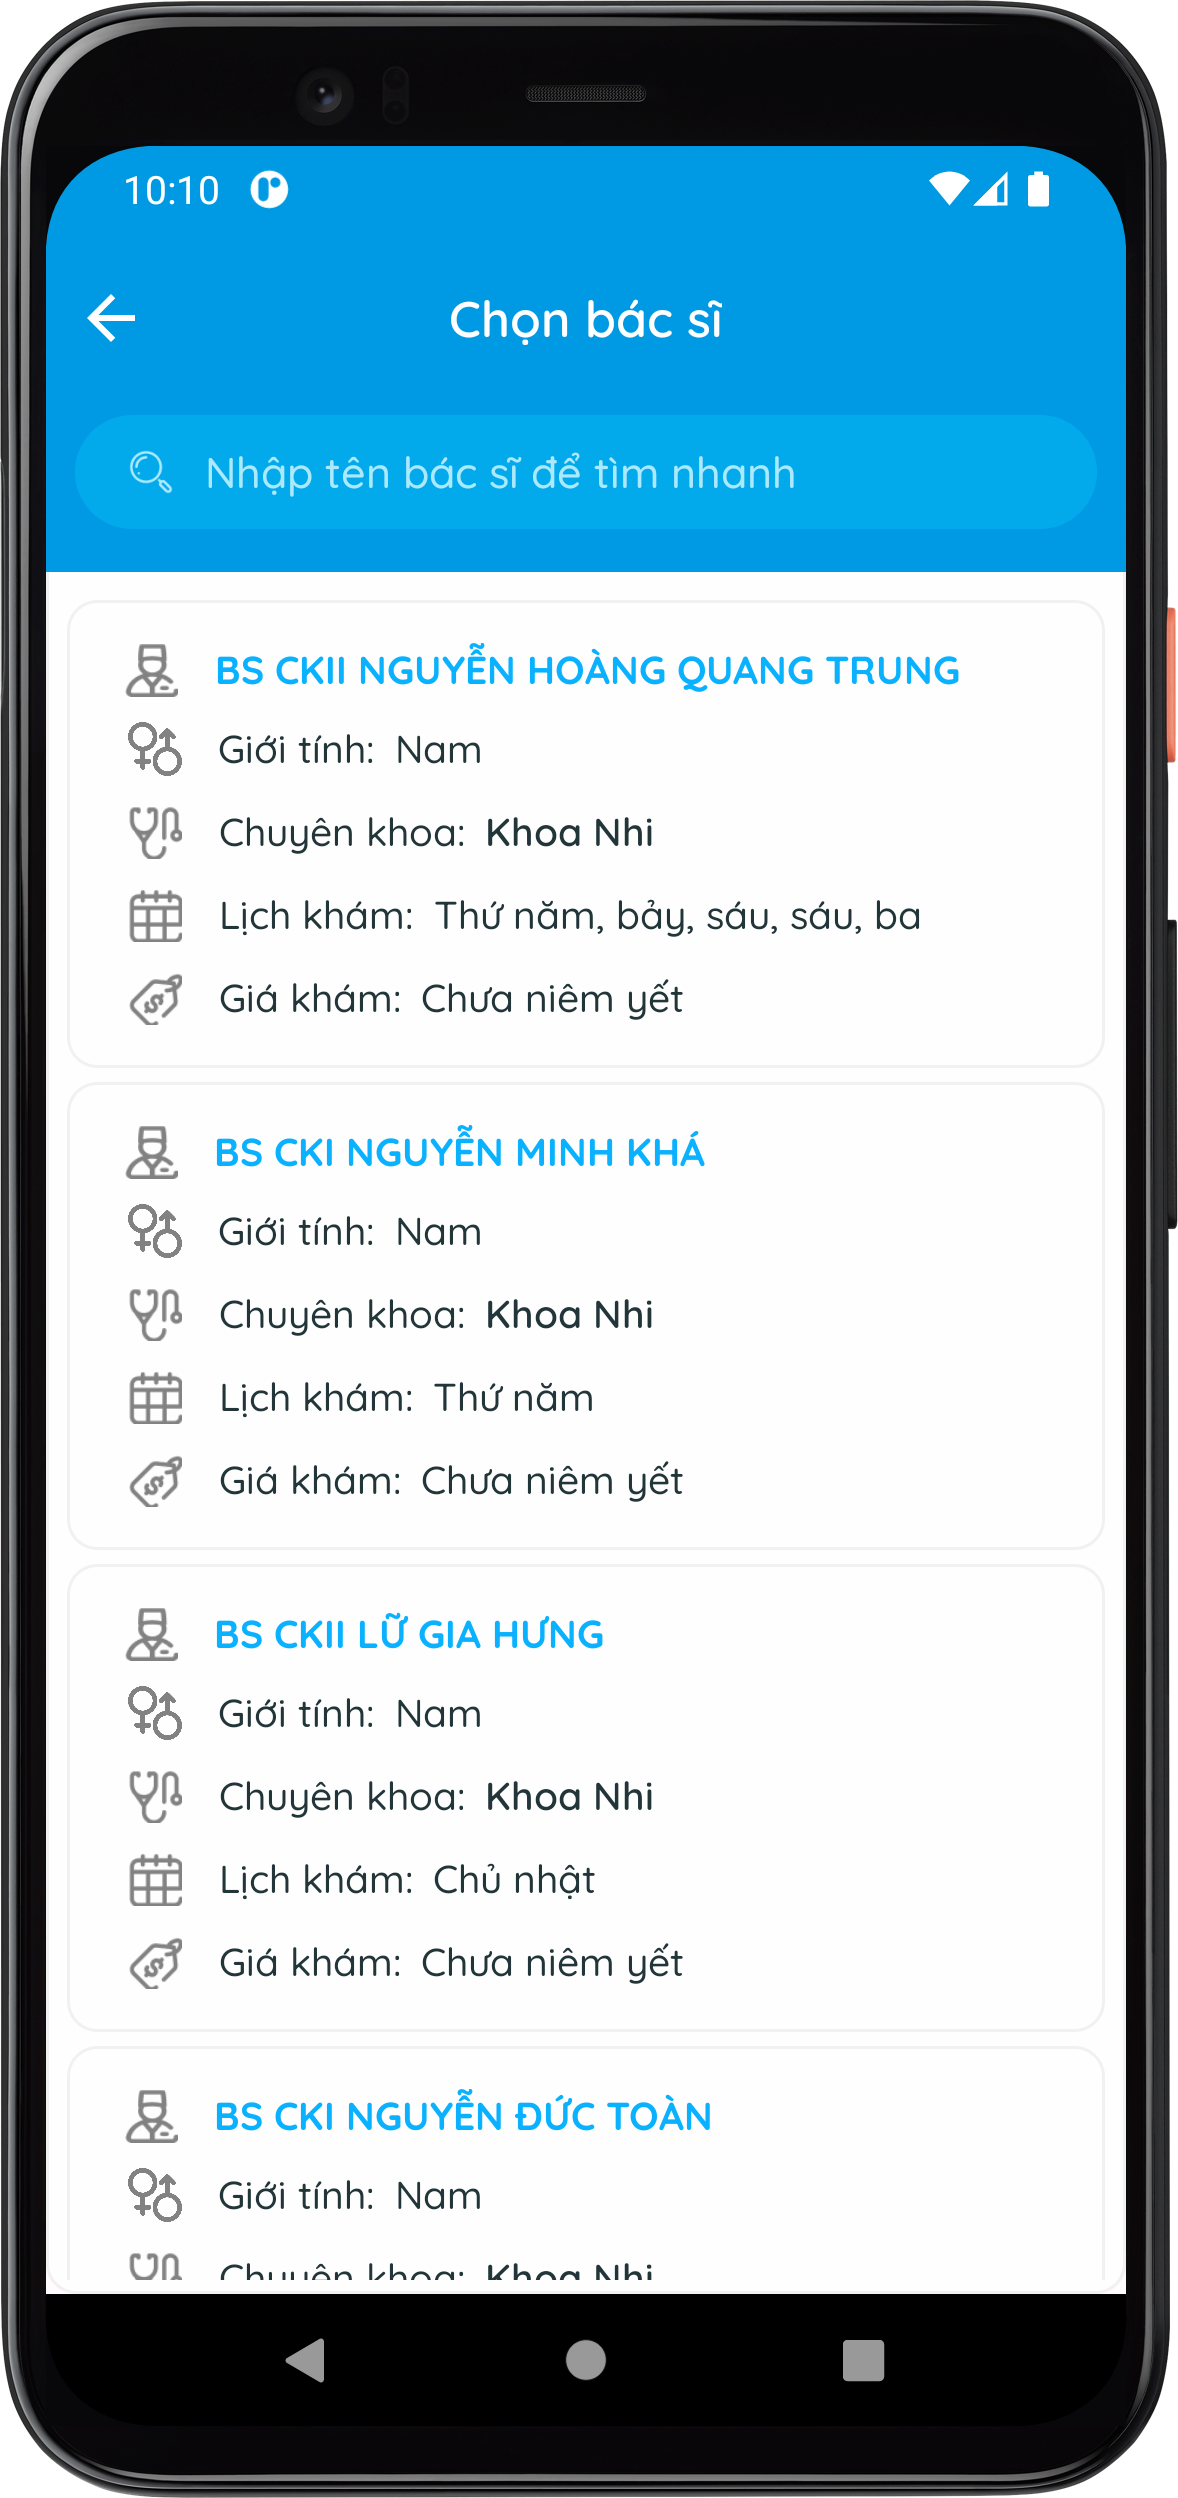 10:10
Chọn bác sĩ
Nhập tên bác sĩ để tìm nhanh
BS CKII NGUYỄN HOÀNG QUANG TRUNG
Giới tính: Nam
Chuyên khoa: Khoa Nhi
Lịch khám: Thứ năm, bảy, sáu, sáu, ba
Giá khám: Chưa niêm yết
BS CKI NGUYỄN MINH KHÁ
Giới tính: Nam
Chuyên khoa: Khoa Nhi
Lịch khám: Thứ năm
Giá khám: Chưa niêm yết
BS CKII LỮ GIA HƯNG
Giới tính: Nam
Chuyên khoa: Khoa Nhi
Lịch khám: Chủ nhật
Giá khám: Chưa niêm yết
BS CKI NGUYỄN ĐỨC TOÀN
Giới tính: Nam
Chuyên khoa: Khoa Nhi